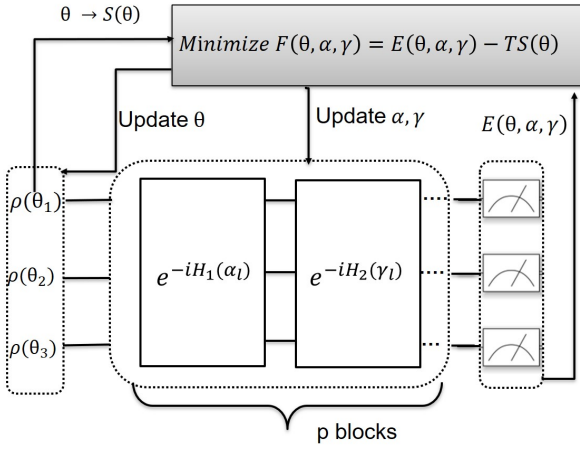 θ → S(θ)
Minimize F(θ, α, γ) = E(θ, α, γ) − TS(θ)
Update θ
Update α, γ
E(θ, α, γ)
ρ(θ₁)
ρ(θ₂)
ρ(θ₃)
e^{−iH₁(αₗ)}
e^{−iH₂(γₗ)}
p blocks